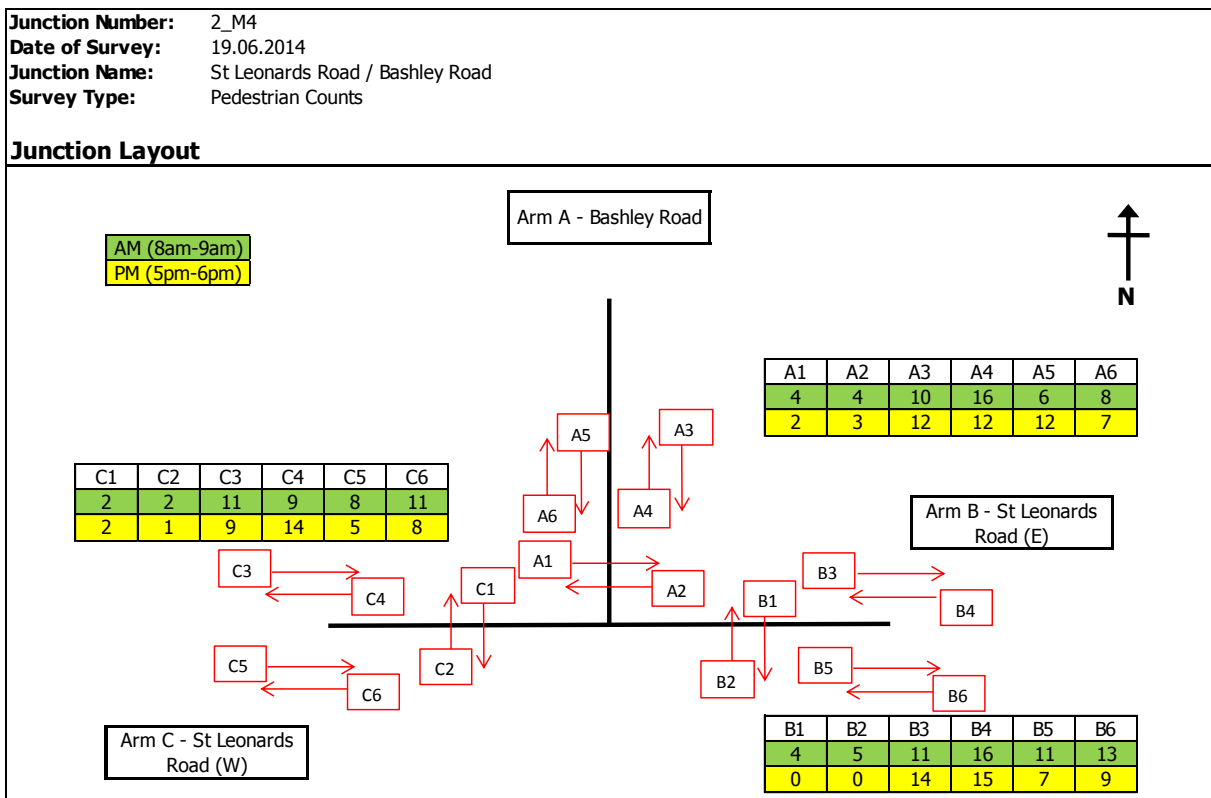 Junction Number: 2_M4
Date of Survey: 19.06.2014
Junction Name: St Leonards Road / Bashley Road
Survey Type: Pedestrian Counts
Junction Layout
Arm A - Bashley Road
AM (8am-9am)
PM (5pm-6pm)
N
A1 A2 A3 A4 A5 A6
4 4 10 16 6 8
2 3 12 12 12 7
A5
A3
A6
A4
C1 C2 C3 C4 C5 C6
2 2 11 9 8 11
2 1 9 14 5 8
Arm B - St Leonards
Road (E)
C3
C4
C1
A1
A2
B1
B3
B4
C5
C6
C2
B2
B5
B6
Arm C - St Leonards
Road (W)
B1 B2 B3 B4 B5 B6
4 5 11 16 11 13
0 0 14 15 7 9